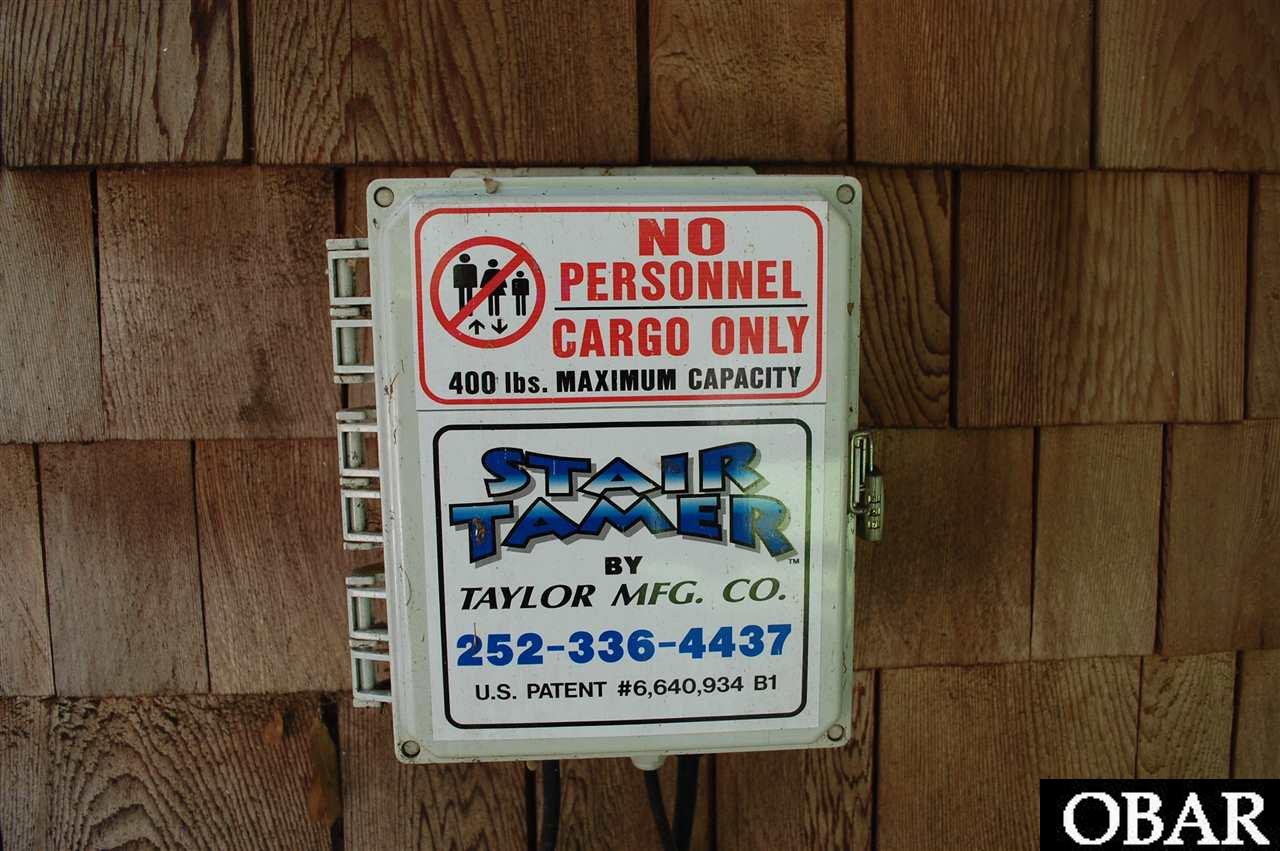 NO
PERSONNEL
CARGO ONLY
400 lbs. MAXIMUM CAPACITY
STAIR
TAMER™
BY
TAYLOR MFG. CO.
252-336-4437
U.S. PATENT #6,640,934 B1
OBAR